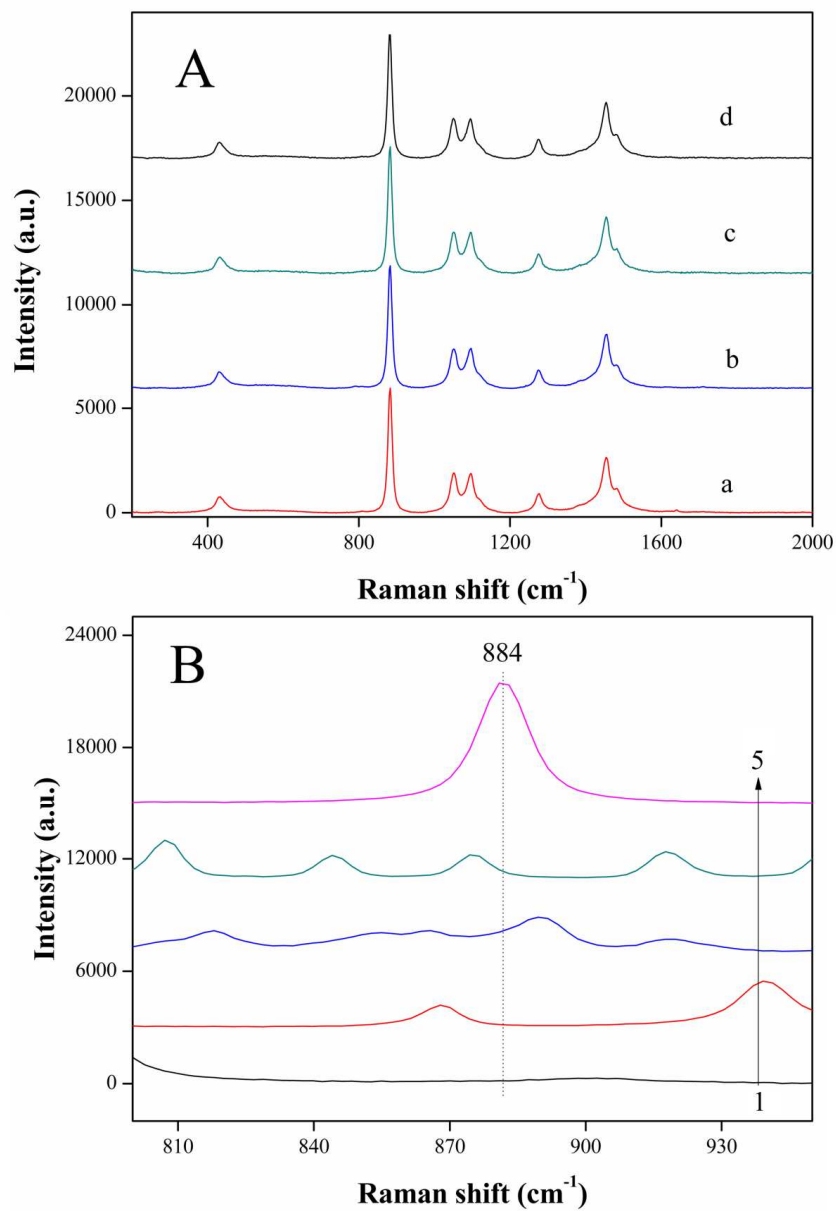 A
20000
d
15000
c
10000
b
5000
a
0
Intensity (a.u.)
400 800 1200 1600 2000
Raman shift (cm⁻¹)
24000
B
884
18000
5
12000
6000
0
1
Intensity (a.u.)
810 840 870 900 930
Raman shift (cm⁻¹)